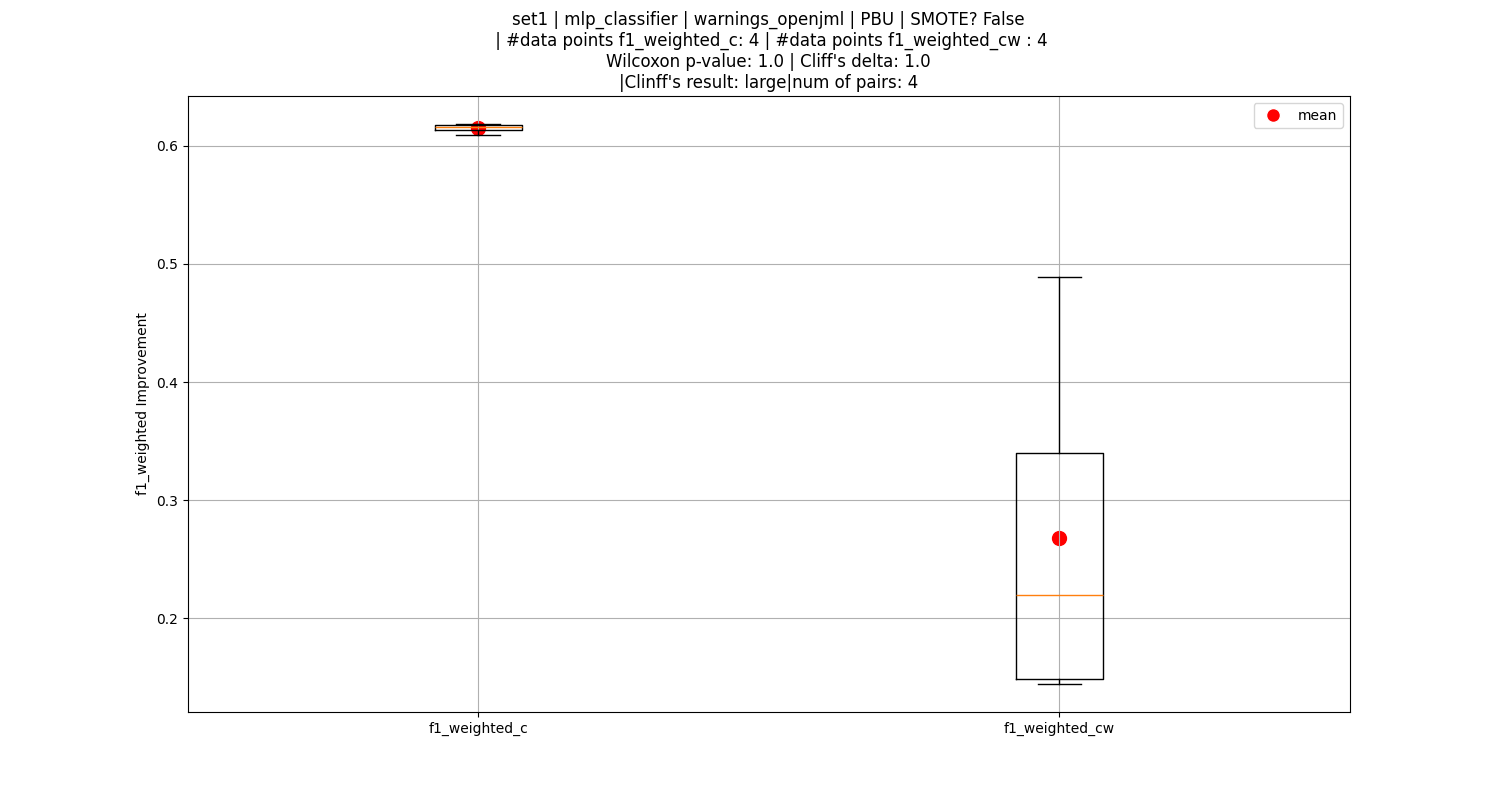 set1 | mlp_classifier | warnings_openjml | PBU | SMOTE? False
| #data points f1_weighted_c: 4 | #data points f1_weighted_cw : 4
Wilcoxon p-value: 1.0 | Cliff's delta: 1.0
|Clinff's result: large|num of pairs: 4
mean
0.6
0.5
0.4
0.3
0.2
f1_weighted Improvement
f1_weighted_c
f1_weighted_cw